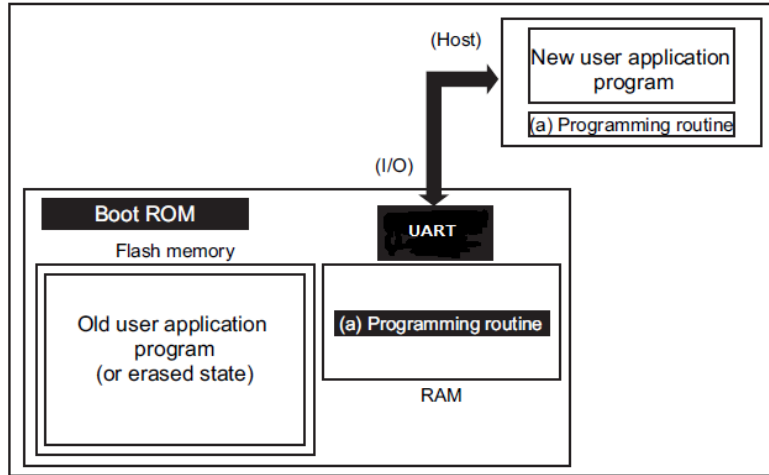 (Host)
New user application
program
(a) Programming routine
(I/O)
Boot ROM
UART
Flash memory
Old user application
program
(or erased state)
(a) Programming routine
RAM